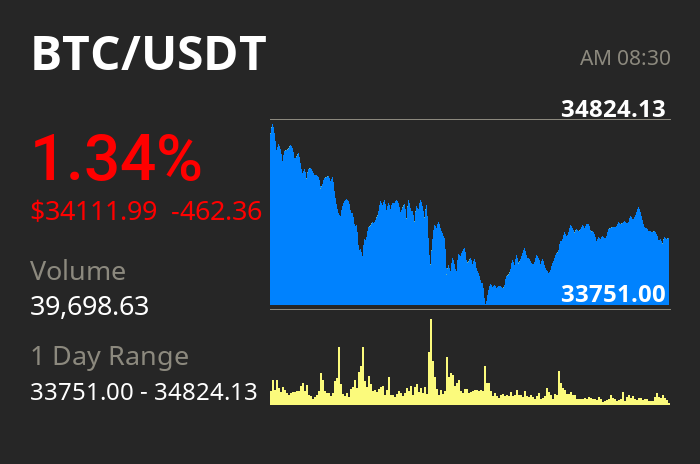 BTC/USDT
AM 08:30
34824.13
1.34%
$34111.99 -462.36
Volume
39,698.63
33751.00
1 Day Range
33751.00 - 34824.13